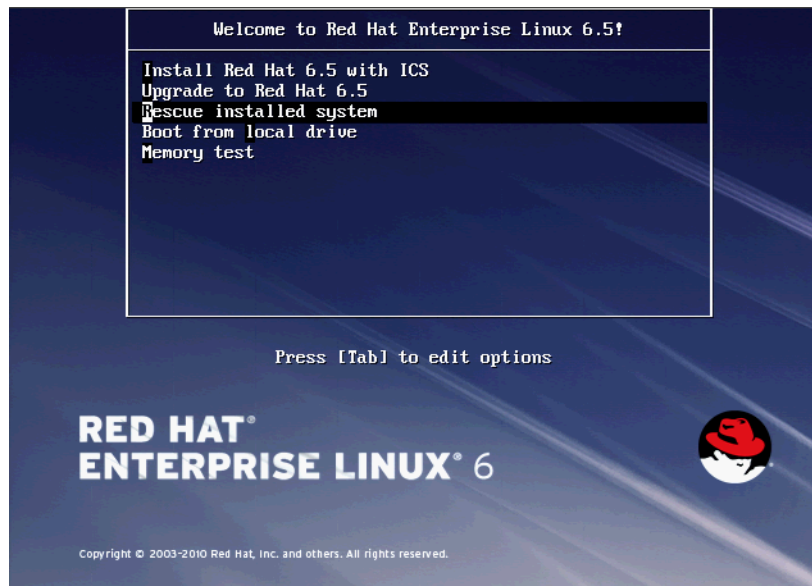 Welcome to Red Hat Enterprise Linux 6.5!
Install Red Hat 6.5 with ICS
Upgrade to Red Hat 6.5
Rescue installed system
Boot from local drive
Memory test
Press [Tab] to edit options
RED HAT®
ENTERPRISE LINUX® 6
Copyright © 2003-2010 Red Hat, Inc. and others. All rights reserved.